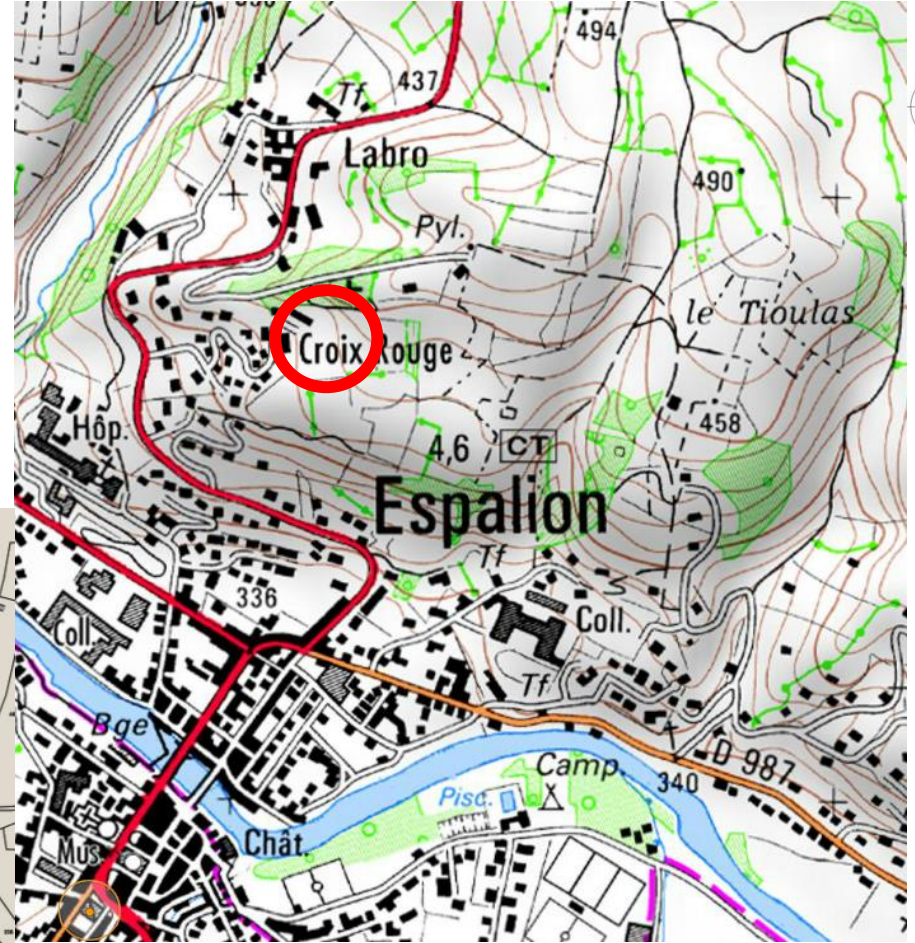 494
Tf
437
Labro
490
Pyl.
le Tioulas
Croix Rouge
458
Hôp.
4,6
CT
Espalion
Tf
336
Coll.
Coll.
Tf
Bge
D 987
Camp.
340
Pisc.
Chât.
Mus.